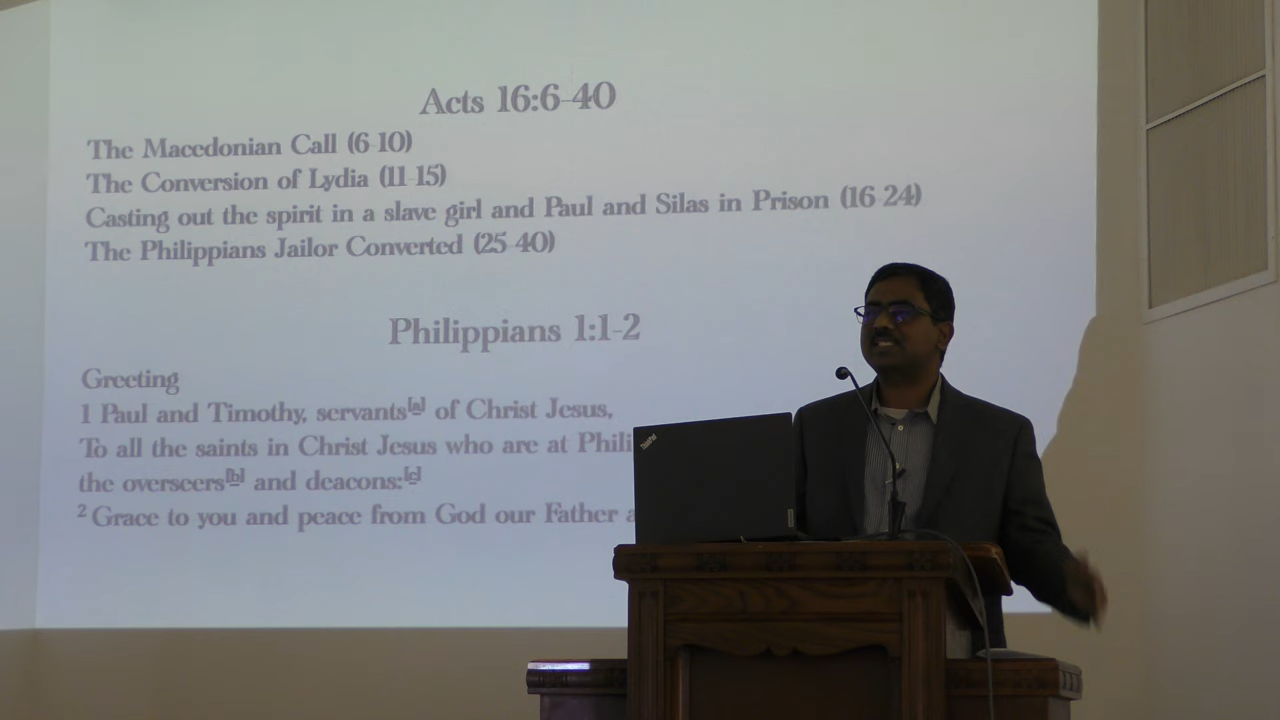 Acts 16:6-40
The Macedonian Call (6-10)
The Conversion of Lydia (11-15)
Casting out the spirit in a slave girl and Paul and Silas in Prison (16-24)
The Philippians Jailor Converted (25-40)
Philippians 1:1-2
Greeting
1 Paul and Timothy, servants[a] of Christ Jesus,
To all the saints in Christ Jesus who are at Phili
the overseers[b] and deacons:[c]
2 Grace to you and peace from God our Father a
ThinkPad